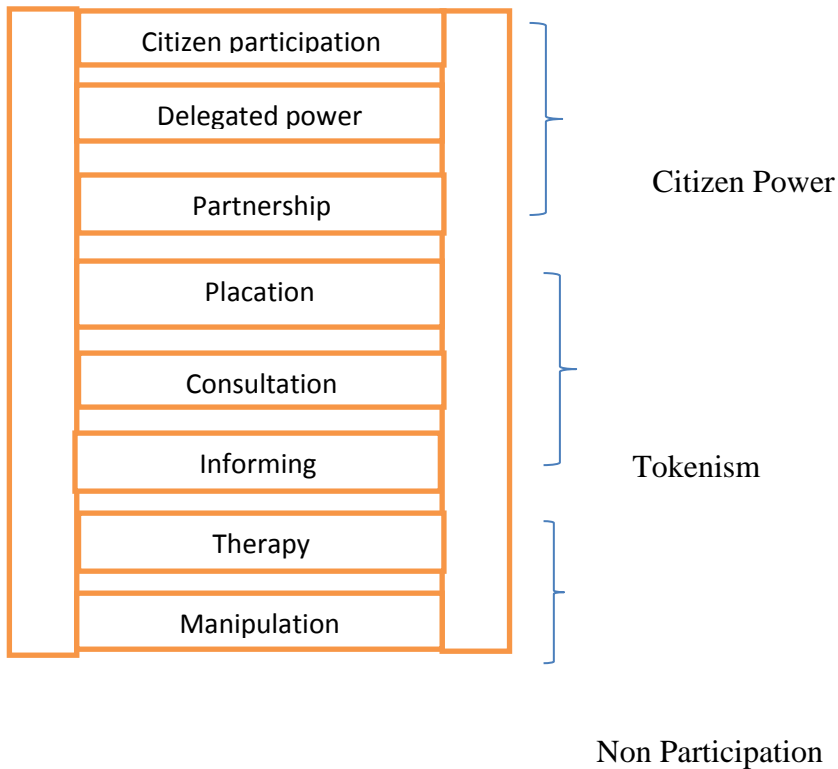 Citizen participation
Delegated power
Citizen Power
Partnership
Placation
Consultation
Informing
Tokenism
Therapy
Manipulation
Non Participation